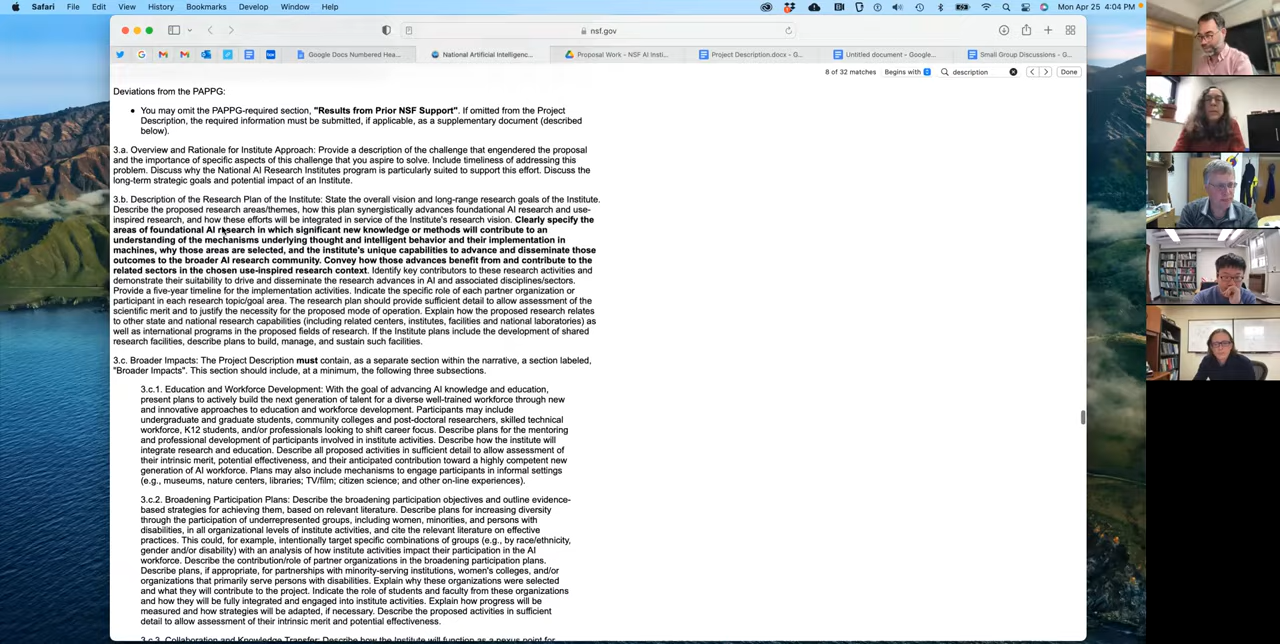 Safari File Edit View History Bookmarks Develop Window Help Mon Apr 25 4:04 PM
nsf.gov
Google Docs Numbered Hea... National Artificial Intelligenc... Proposal Work - NSF AI Insti... Project Description.docx - G... Untitled document - Google... Small Group Discussions - G...
8 of 32 matches Begins with description Done
Deviations from the PAPPG:
• You may omit the PAPPG-required section, "Results from Prior NSF Support". If omitted from the Project
Description, the required information must be submitted, if applicable, as a supplementary document (described
below).
3.a. Overview and Rationale for Institute Approach: Provide a description of the challenge that engendered the proposal
and the importance of specific aspects of this challenge that you aspire to solve. Include timeliness of addressing this
problem. Discuss why the National AI Research Institutes program is particularly suited to support this effort. Discuss the
long-term strategic goals and potential impact of an Institute.
3.b. Description of the Research Plan of the Institute: State the overall vision and long-range research goals of the Institute.
Describe the proposed research areas/themes, how this plan synergistically advances foundational AI research and use-
inspired research, and how these efforts will be integrated in service of the Institute's research vision. Clearly specify the
areas of foundational AI research in which significant new knowledge or methods will contribute to an
understanding of the mechanisms underlying thought and intelligent behavior and their implementation in
machines, why those areas are selected, and the institute's unique capabilities to advance and disseminate those
outcomes to the broader AI research community. Convey how those advances benefit from and contribute to the
related sectors in the chosen use-inspired research context. Identify key contributors to these research activities and
demonstrate their suitability to drive and disseminate the research advances in AI and associated disciplines/sectors.
Provide a five-year timeline for the implementation activities. Indicate the specific role of each partner organization or
participant in each research topic/goal area. The research plan should provide sufficient detail to allow assessment of the
scientific merit and to justify the necessity for the proposed mode of operation. Explain how the proposed research relates
to other state and national research capabilities (including related centers, institutes, facilities and national laboratories) as
well as international programs in the proposed fields of research. If the Institute plans include the development of shared
research facilities, describe plans to build, manage, and sustain such facilities.
3.c. Broader Impacts: The Project Description must contain, as a separate section within the narrative, a section labeled,
"Broader Impacts". This section should include, at a minimum, the following three subsections.
3.c.1. Education and Workforce Development: With the goal of advancing AI knowledge and education,
present plans to actively build the next generation of talent for a diverse well-trained workforce through new
and innovative approaches to education and workforce development. Participants may include
undergraduate and graduate students, community colleges and post-doctoral researchers, skilled technical
workforce, K12 students, and/or professionals looking to shift career focus. Describe plans for the mentoring
and professional development of participants involved in institute activities. Describe how the institute will
integrate research and education. Describe all proposed activities in sufficient detail to allow assessment of
their intrinsic merit, potential effectiveness, and their anticipated contribution toward a highly competent new
generation of AI workforce. Plans may also include mechanisms to engage participants in informal settings
(e.g., museums, nature centers, libraries; TV/film; citizen science; and other on-line experiences).
3.c.2. Broadening Participation Plans: Describe the broadening participation objectives and outline evidence-
based strategies for achieving them, based on relevant literature. Describe plans for increasing diversity
through the participation of underrepresented groups, including women, minorities, and persons with
disabilities, in all organizational levels of institute activities, and cite the relevant literature on effective
practices. This could, for example, intentionally target specific combinations of groups (e.g., by race/ethnicity,
gender and/or disability) with an analysis of how institute activities impact their participation in the AI
workforce. Describe the contribution/role of partner organizations in the broadening participation plans.
Describe plans, if appropriate, for partnerships with minority-serving institutions, women's colleges, and/or
organizations that primarily serve persons with disabilities. Explain why these organizations were selected
and what they will contribute to the project. Indicate the role of students and faculty from these organizations
and how they will be fully integrated and engaged into institute activities. Explain how progress will be
measured and how strategies will be adapted, if necessary. Describe the proposed activities in sufficient
detail to allow assessment of their intrinsic merit and potential effectiveness.
3.c.3. Collaboration and Knowledge Transfer: Describe how the Institute will function as a nexus point for